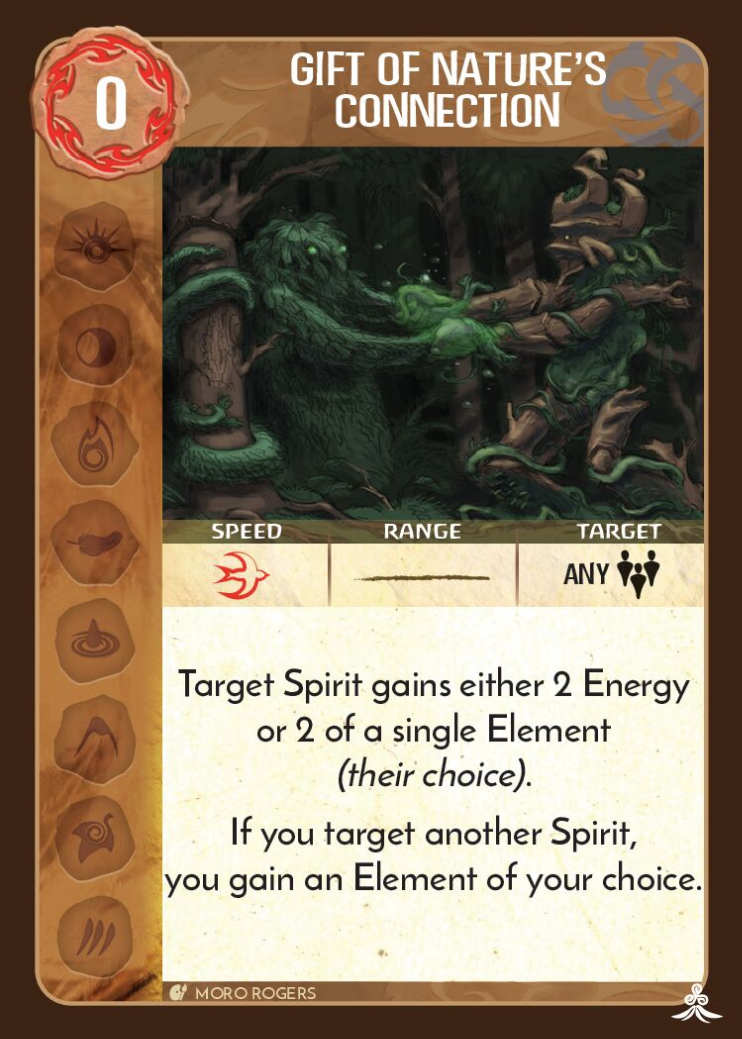 0
GIFT OF NATURE'S
CONNECTION
SPEED RANGE TARGET
ANY
Target Spirit gains either 2 Energy
or 2 of a single Element
(their choice).
If you target another Spirit,
you gain an Element of your choice.
MORO ROGERS